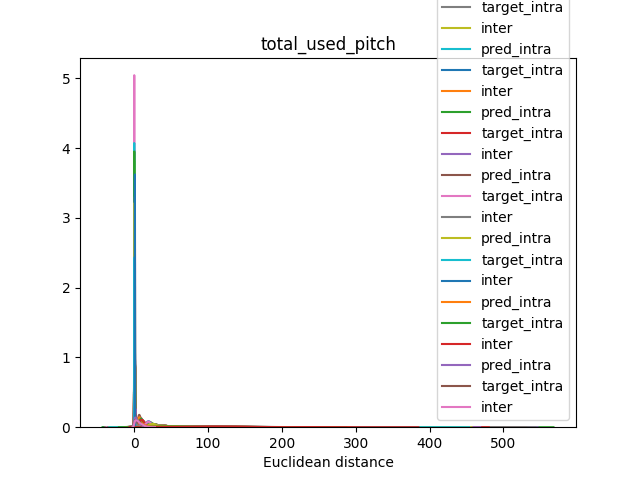 total_used_pitch
target_intra
inter
pred_intra
target_intra
inter
pred_intra
target_intra
inter
pred_intra
target_intra
inter
pred_intra
target_intra
inter
pred_intra
target_intra
inter
pred_intra
target_intra
inter
5
4
3
2
1
0
0
100
200
300
400
500
Euclidean distance